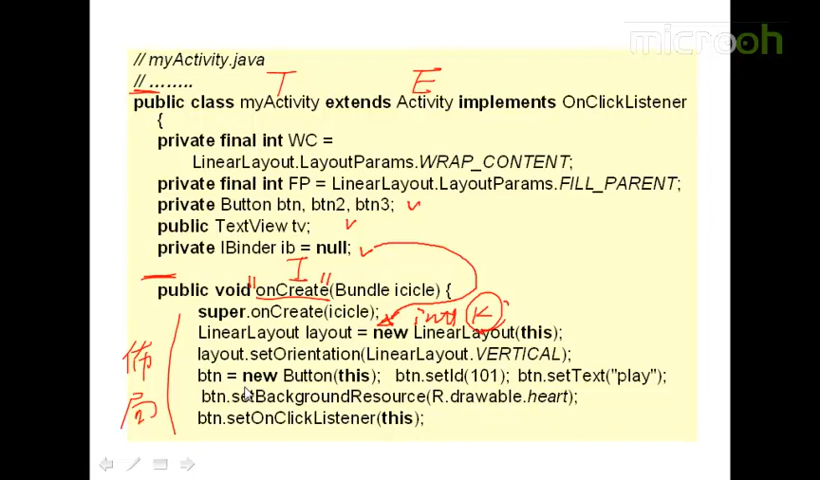 microoh
// myActivity.java
// ........
T E
public class myActivity extends Activity implements OnClickListener
{
private final int WC =
LinearLayout.LayoutParams.WRAP_CONTENT;
private final int FP = LinearLayout.LayoutParams.FILL_PARENT;
private Button btn, btn2, btn3;
public TextView tv;
private IBinder ib = null;
I
public void "onCreate"(Bundle icicle) {
super.onCreate(icicle);
int K;
LinearLayout layout = new LinearLayout(this);
layout.setOrientation(LinearLayout.VERTICAL);
btn = new Button(this); btn.setId(101); btn.setText("play");
btn.setBackgroundResource(R.drawable.heart);
btn.setOnClickListener(this);
佈局